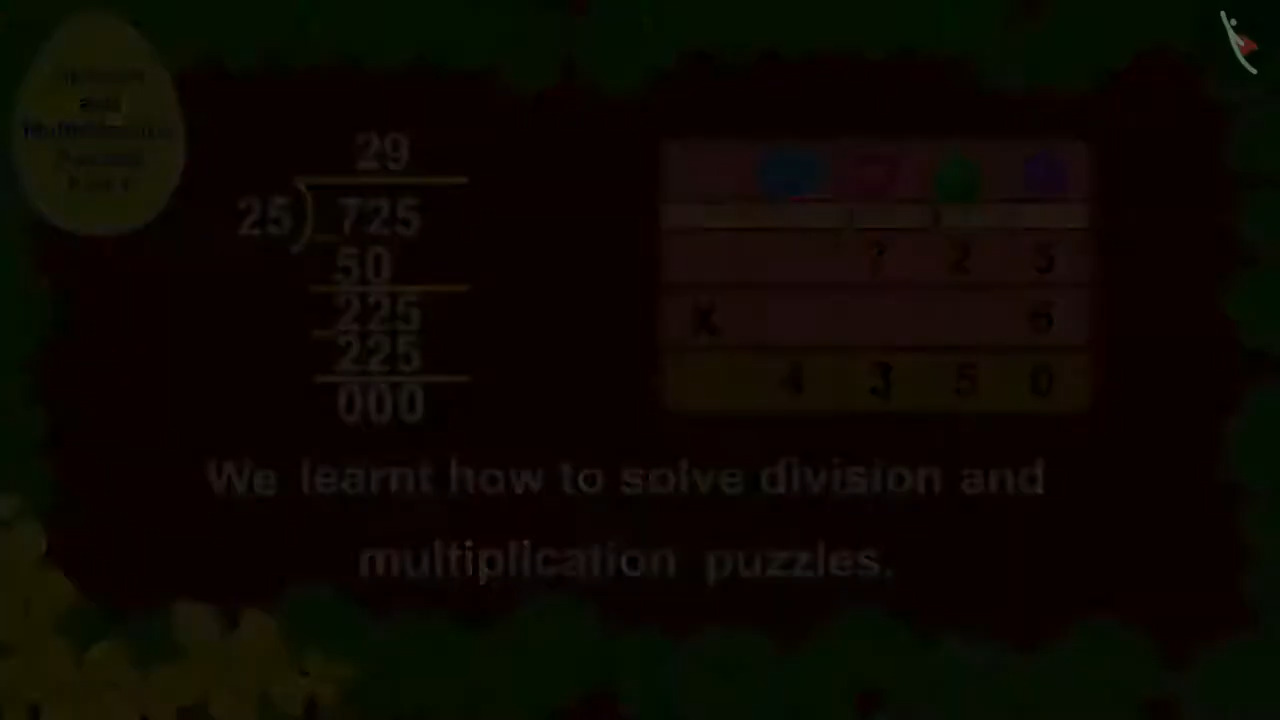 29
25 ) 725
50
225
225
000
? 2 5
X 6
4 3 5 0
We learnt how to solve division and
multiplication puzzles.